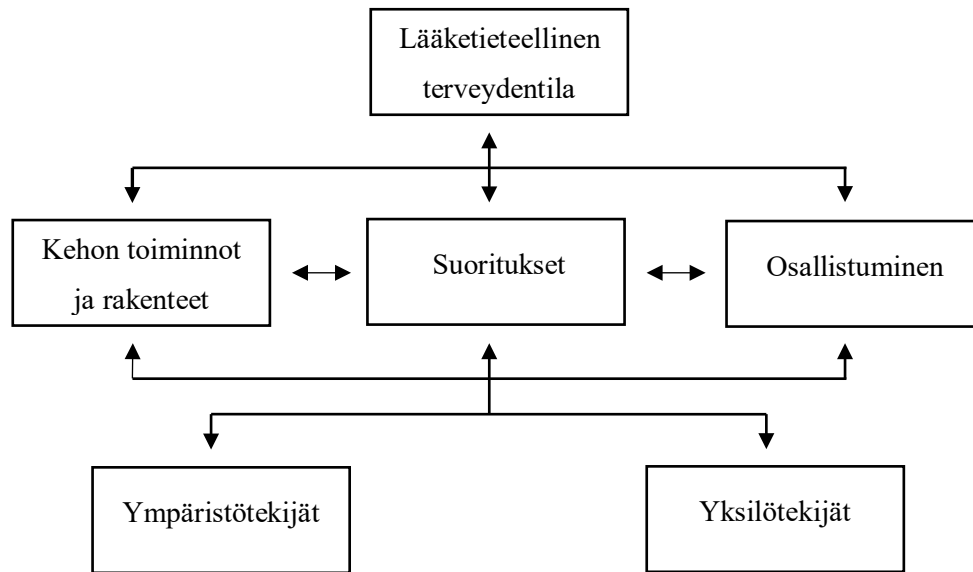 Lääketieteellinen
terveydentila
Kehon toiminnot
ja rakenteet
Suoritukset
Osallistuminen
Ympäristötekijät
Yksilötekijät